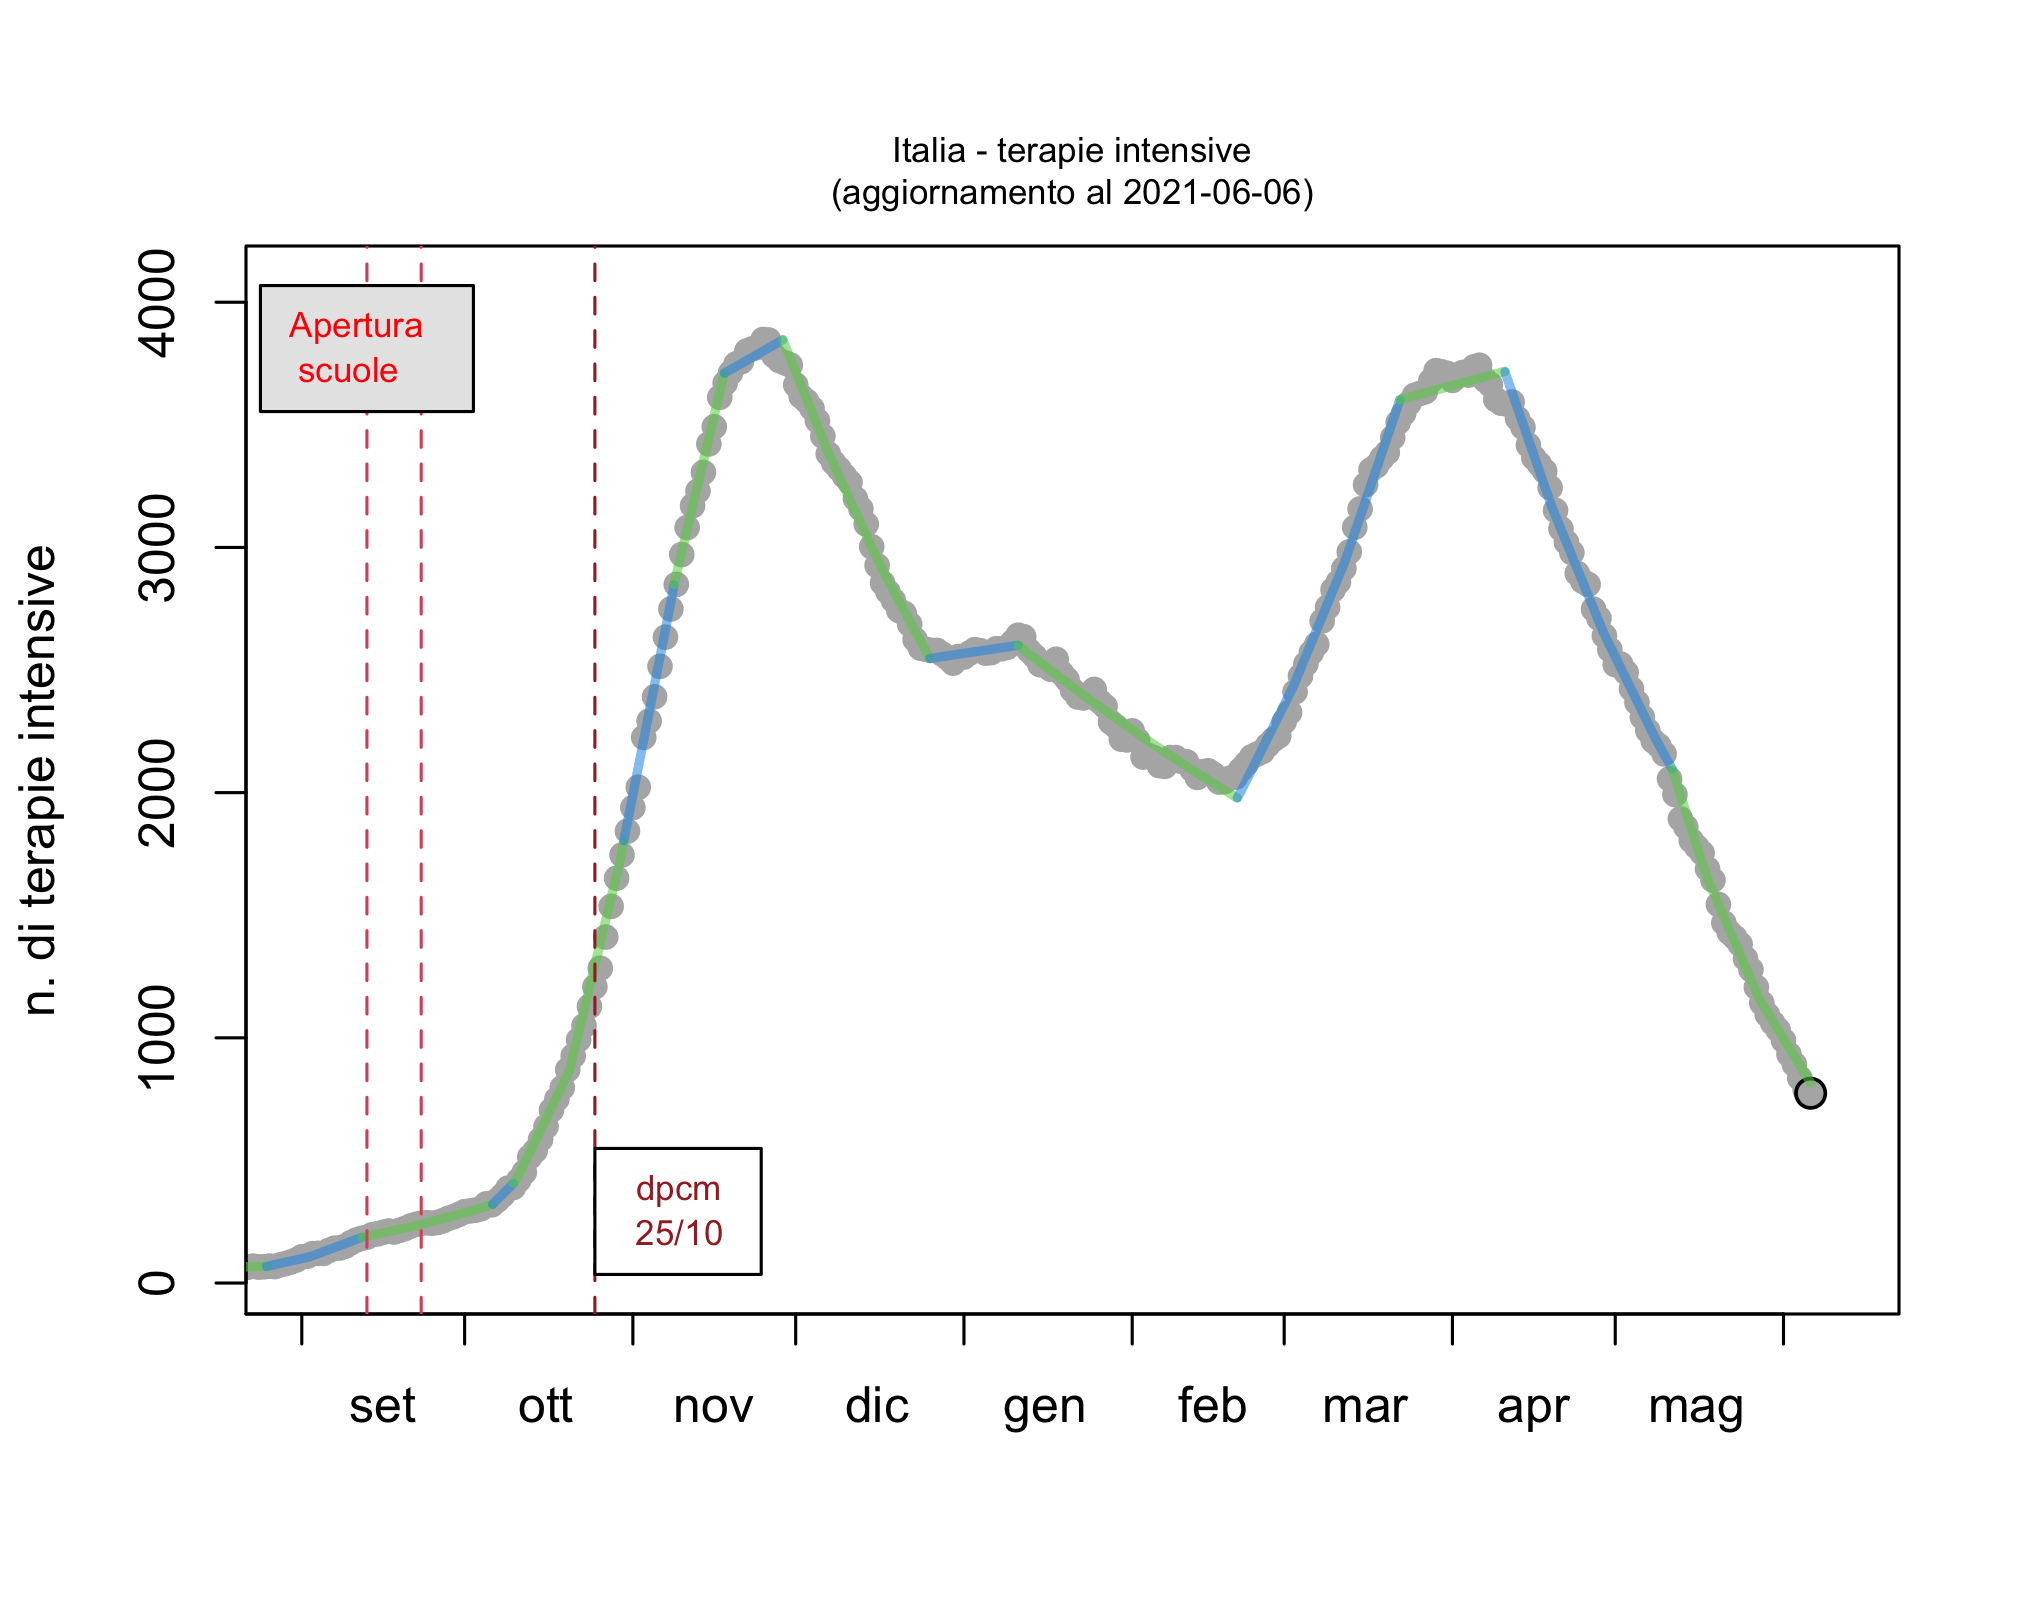 Italia - terapie intensive
(aggiornamento al 2021-06-06)
n. di terapie intensive
4000
3000
2000
1000
0
Apertura
scuole
dpcm
25/10
set ott nov dic gen feb mar apr mag